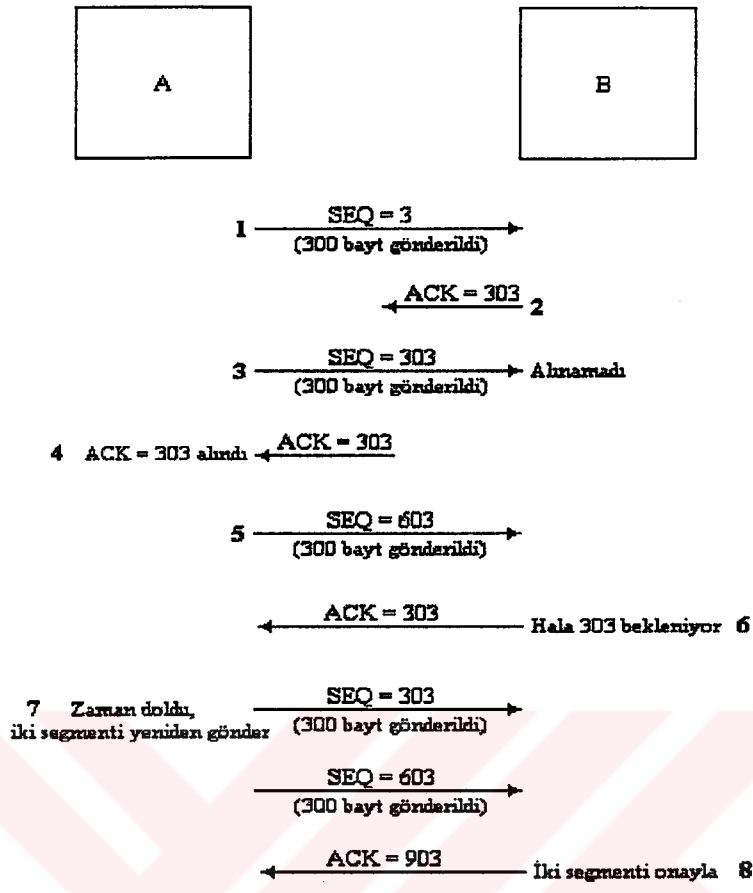 A
B
1 SEQ = 3
(300 bayt gönderildi)
ACK = 303 2
3 SEQ = 303 Alınamadı
(300 bayt gönderildi)
4 ACK = 303 alındı ACK = 303
5 SEQ = 603
(300 bayt gönderildi)
ACK = 303 Hala 303 bekleniyor 6
7 Zaman doldu, SEQ = 303
iki segmenti yeniden gönder (300 bayt gönderildi)
SEQ = 603
(300 bayt gönderildi)
ACK = 903 İki segmenti onayla 8